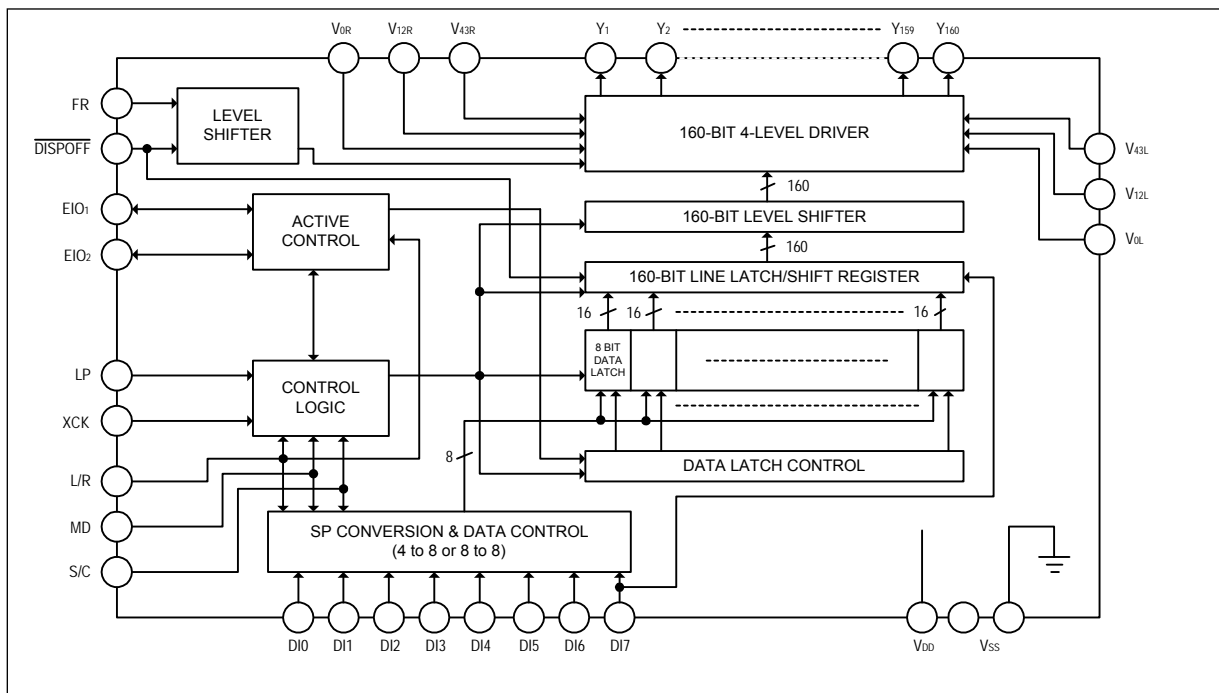 V0R V12R V43R Y1 Y2 Y159 Y160
FR
LEVEL
SHIFTER
160-BIT 4-LEVEL DRIVER
DISPOFF
V43L
160
V12L
EIO1
ACTIVE
CONTROL
160-BIT LEVEL SHIFTER
EIO2
160
V0L
160-BIT LINE LATCH/SHIFT REGISTER
16 16 16
8 BIT
DATA
LATCH
LP
CONTROL
LOGIC
XCK
8
DATA LATCH CONTROL
L/R
MD
SP CONVERSION & DATA CONTROL
(4 to 8 or 8 to 8)
S/C
DI0 DI1 DI2 DI3 DI4 DI5 DI6 DI7 VDD VSS